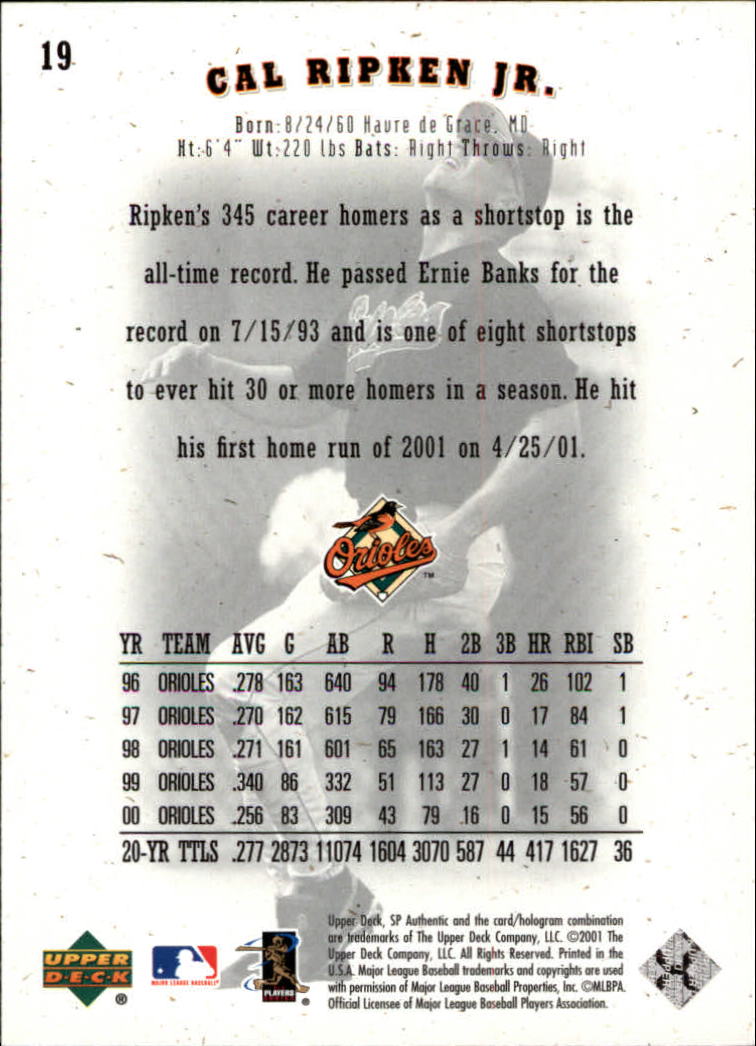 19
CAL RIPKEN JR.
Born:8/24/60 Havre de Grace, MD
Ht:6'4" Wt:220 lbs Bats: Right Throws: Right
Ripken's 345 career homers as a shortstop is the
all-time record. He passed Ernie Banks for the
record on 7/15/93 and is one of eight shortstops
to ever hit 30 or more homers in a season. He hit
his first home run of 2001 on 4/25/01.
Orioles
TM
YR TEAM AVG G AB R H 2B 3B HR RBI SB
96 ORIOLES .278 163 640 94 178 40 1 26 102 1
97 ORIOLES .270 162 615 79 166 30 0 17 84 1
98 ORIOLES .271 161 601 65 163 27 1 14 61 0
99 ORIOLES .340 86 332 51 113 27 0 18 57 0
00 ORIOLES .256 83 309 43 79 16 0 15 56 0
20-YR TTLS .277 2873 11074 1604 3070 587 44 417 1627 36
Upper Deck, SP Authentic and the card/hologram combination
are trademarks of The Upper Deck Company, LLC. ©2001 The
Upper Deck Company, LLC. All Rights Reserved. Printed in the
U.S.A. Major League Baseball trademarks and copyrights are used
with permission of Major League Baseball Properties, Inc. ©MLBPA.
Official Licensee of Major League Baseball Players Association.
UPPER
D·E·C·K
®
MAJOR LEAGUE BASEBALL
PLAYERS